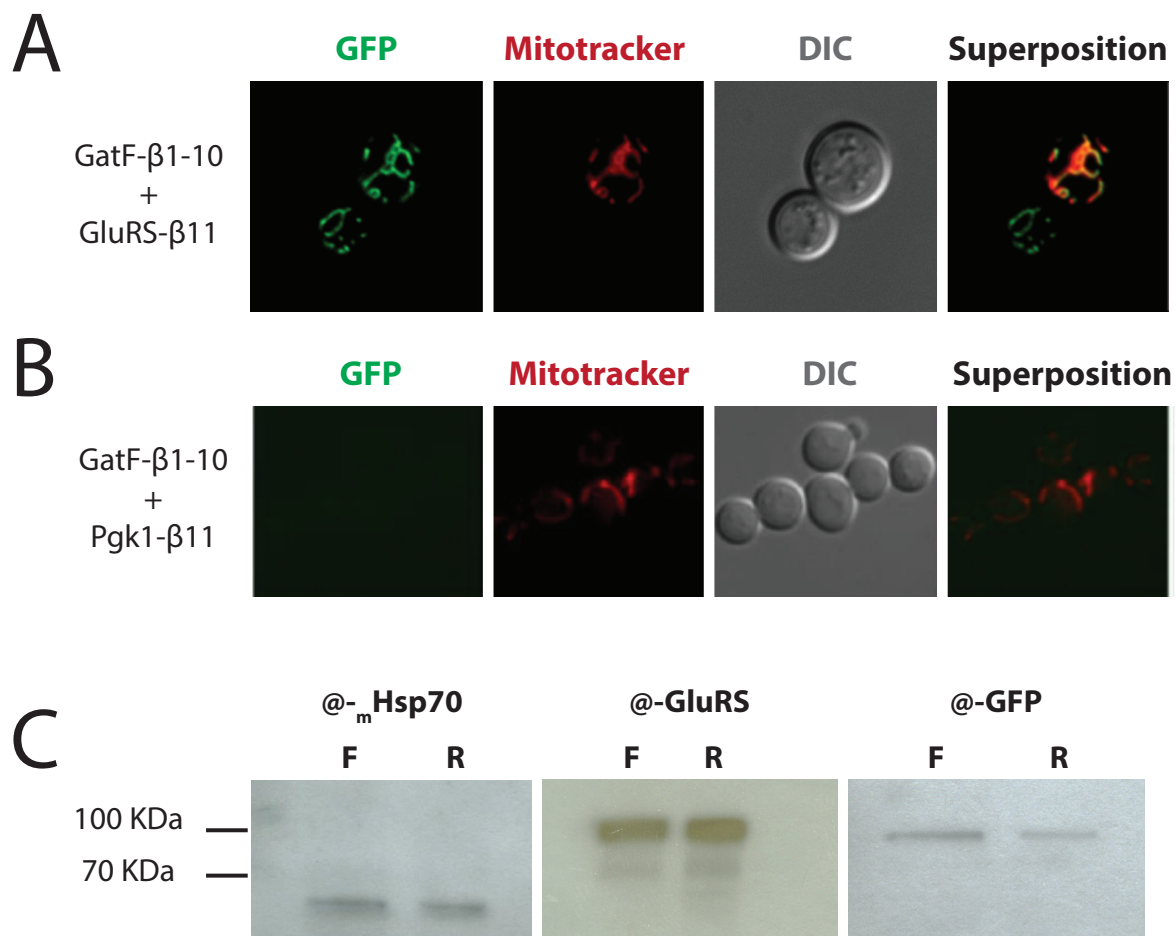 A
GFP Mitotracker DIC Superposition
GatF-β1-10
+
GluRS-β11
B
GFP Mitotracker DIC Superposition
GatF-β1-10
+
Pgk1-β11
C
@-mHsp70 @-GluRS @-GFP
F R F R F R
100 KDa
70 KDa